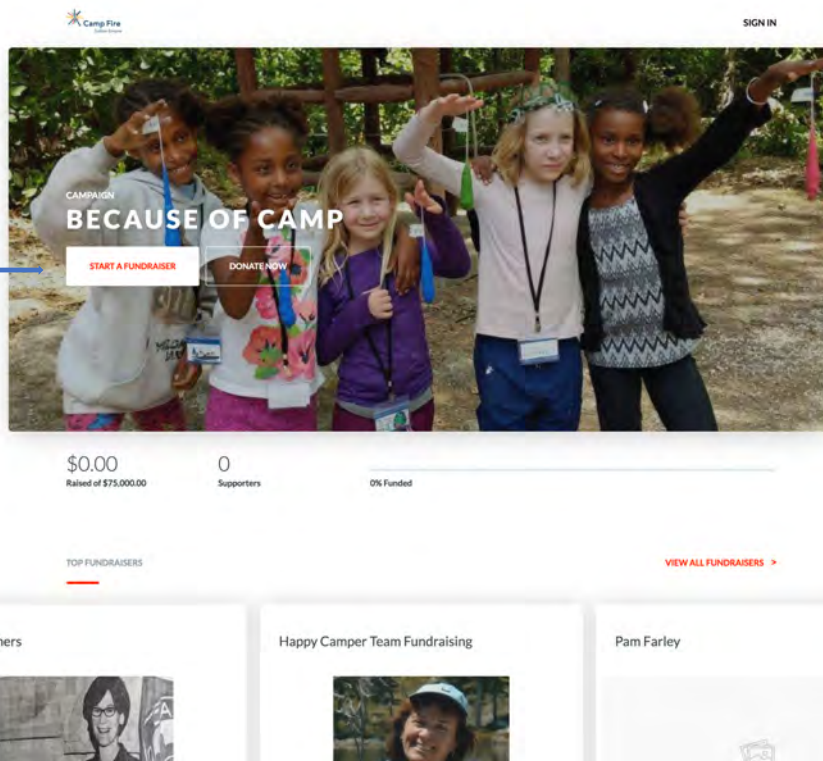 Camp Fire
SIGN IN
CAMPAIGN
BECAUSE OF CAMP
START A FUNDRAISER
DONATE NOW
$0.00
Raised of $75,000.00
0
Supporters
0% Funded
TOP FUNDRAISERS
VIEW ALL FUNDRAISERS >
Happy Camper Team Fundraising
Pam Farley